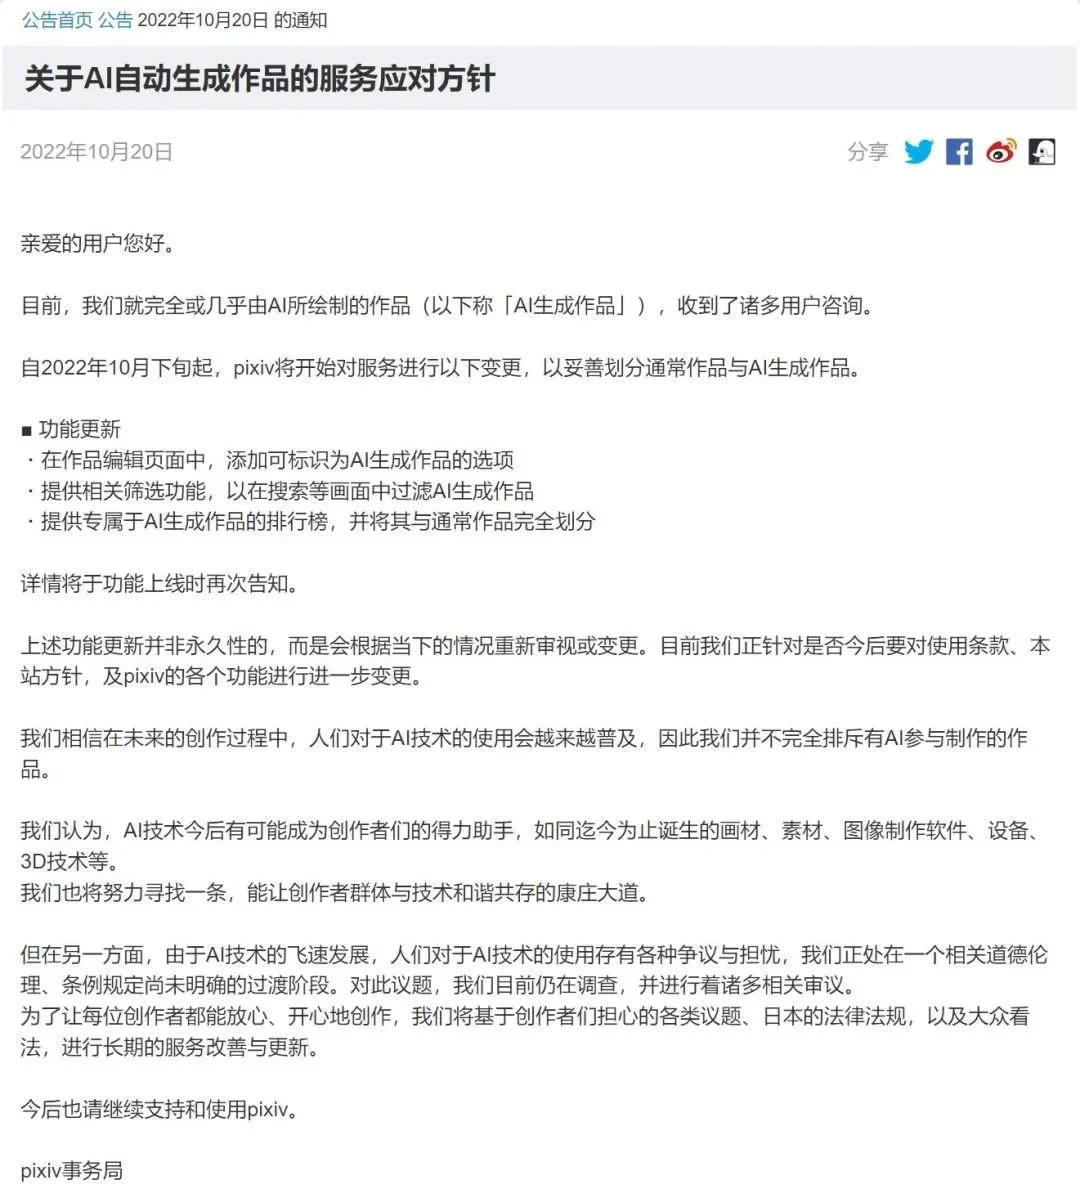 公告首页 公告 2022年10月20日 的通知
关于AI自动生成作品的服务应对方针
2022年10月20日
分享
亲爱的用户您好。
目前，我们就完全或几乎由AI所绘制的作品（以下称「AI生成作品」），收到了诸多用户咨询。
自2022年10月下旬起，pixiv将开始对服务进行以下变更，以妥善划分通常作品与AI生成作品。
■ 功能更新
・在作品编辑页面中，添加可标识为AI生成作品的选项
・提供相关筛选功能，以在搜索等画面中过滤AI生成作品
・提供专属于AI生成作品的排行榜，并将其与通常作品完全划分
详情将于功能上线时再次告知。
上述功能更新并非永久性的，而是会根据当下的情况重新审视或变更。目前我们正针对是否今后要对使用条款、本
站方针，及pixiv的各个功能进行进一步变更。
我们相信在未来的创作过程中，人们对于AI技术的使用会越来越普及，因此我们并不完全排斥有AI参与制作的作
品。
我们认为，AI技术今后有可能成为创作者们的得力助手，如同迄今为止诞生的画材、素材、图像制作软件、设备、
3D技术等。
我们也将努力寻找一条，能让创作者群体与技术和谐共存的康庄大道。
但在另一方面，由于AI技术的飞速发展，人们对于AI技术的使用存有各种争议与担忧，我们正处在一个相关道德伦
理、条例规定尚未明确的过渡阶段。对此议题，我们目前仍在调查，并进行着诸多相关审议。
为了让每位创作者都能放心、开心地创作，我们将基于创作者们担心的各类议题、日本的法律法规，以及大众看
法，进行长期的服务改善与更新。
今后也请继续支持和使用pixiv。
pixiv事务局